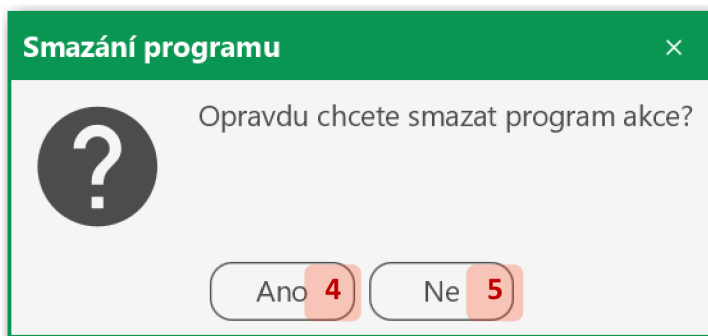 Smazání programu ×
Opravdu chcete smazat program akce?
Ano 4 Ne 5